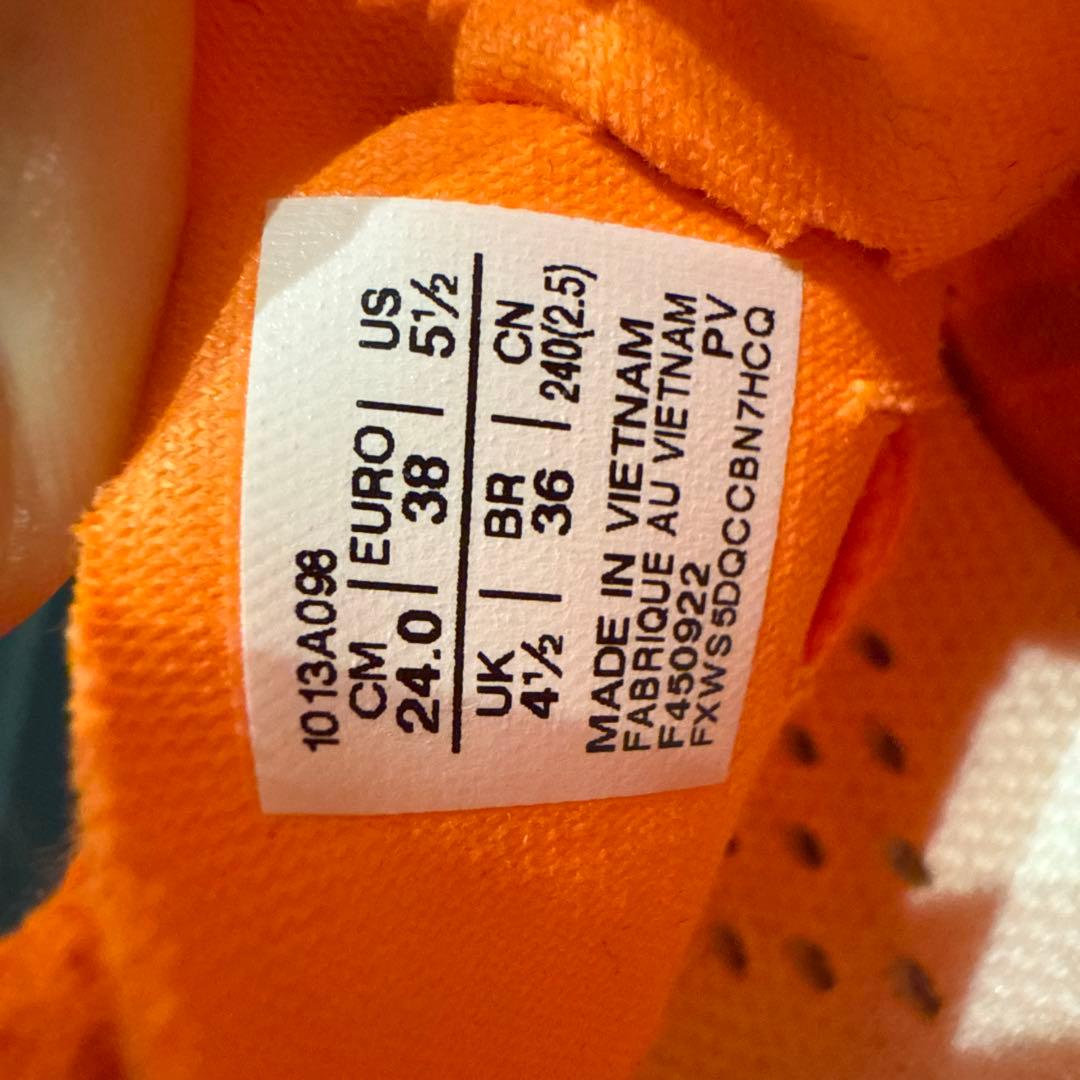 1013A098
CM | EURO | US
24.0 | 38 | 5½
UK | BR | CN
4½ | 36 | 240(2.5)
MADE IN VIETNAM
FABRIQUE AU VIETNAM
F450922 PV
FXWS5DQCCBN7HCQ